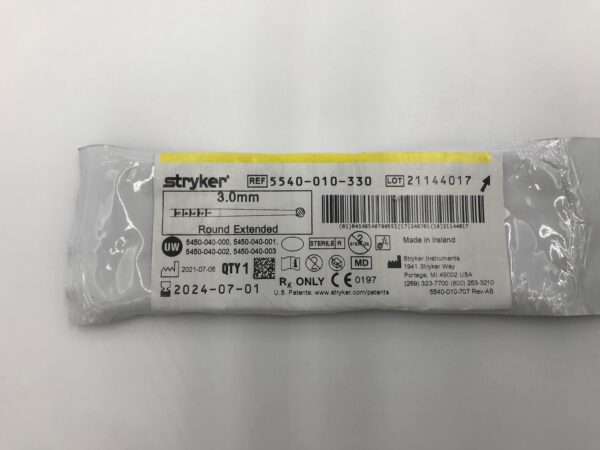 stryker® REF 5540-010-330 LOT 21144017
3.0mm
Round Extended
UW 5450-040-000, 5450-040-001,
5450-040-002, 5450-040-003
STERILE R
2
Made in Ireland
2021-07-06 QTY 1
MD
Stryker Instruments
1941 Stryker Way
Portage, MI 49002 USA
(269) 323-7700 (800) 253-3210
2024-07-01
Rx ONLY CE 0197
U.S. Patents: www.stryker.com/patents
5540-010-707 Rev-AB